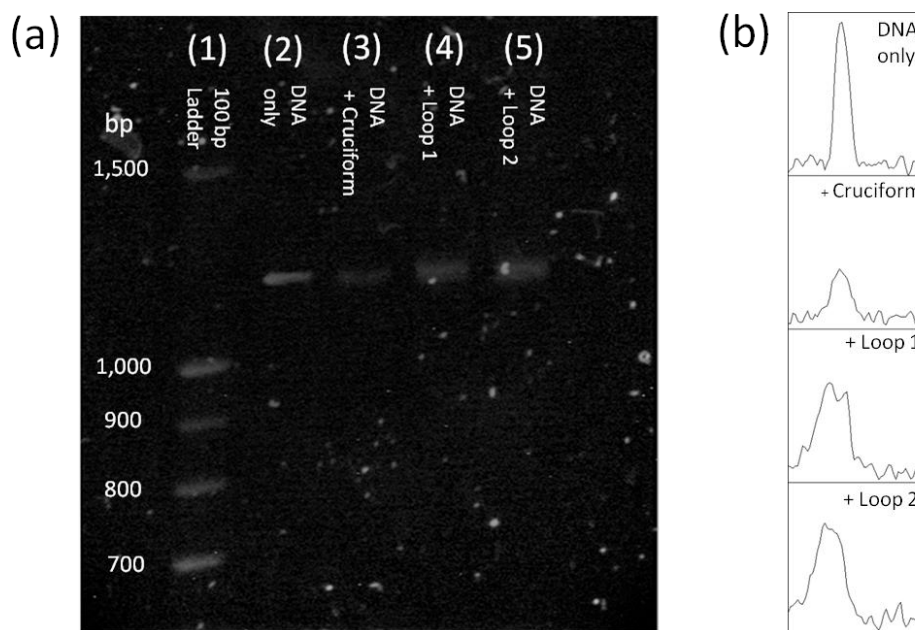 (a)
(1)
(2)
(3)
(4)
(5)
100 bp
Ladder
DNA
only
DNA
+ Cruciform
DNA
+ Loop 1
DNA
+ Loop 2
bp
1,500
1,000
900
800
700
(b)
DNA
only
+ Cruciform
+ Loop 1
+ Loop 2